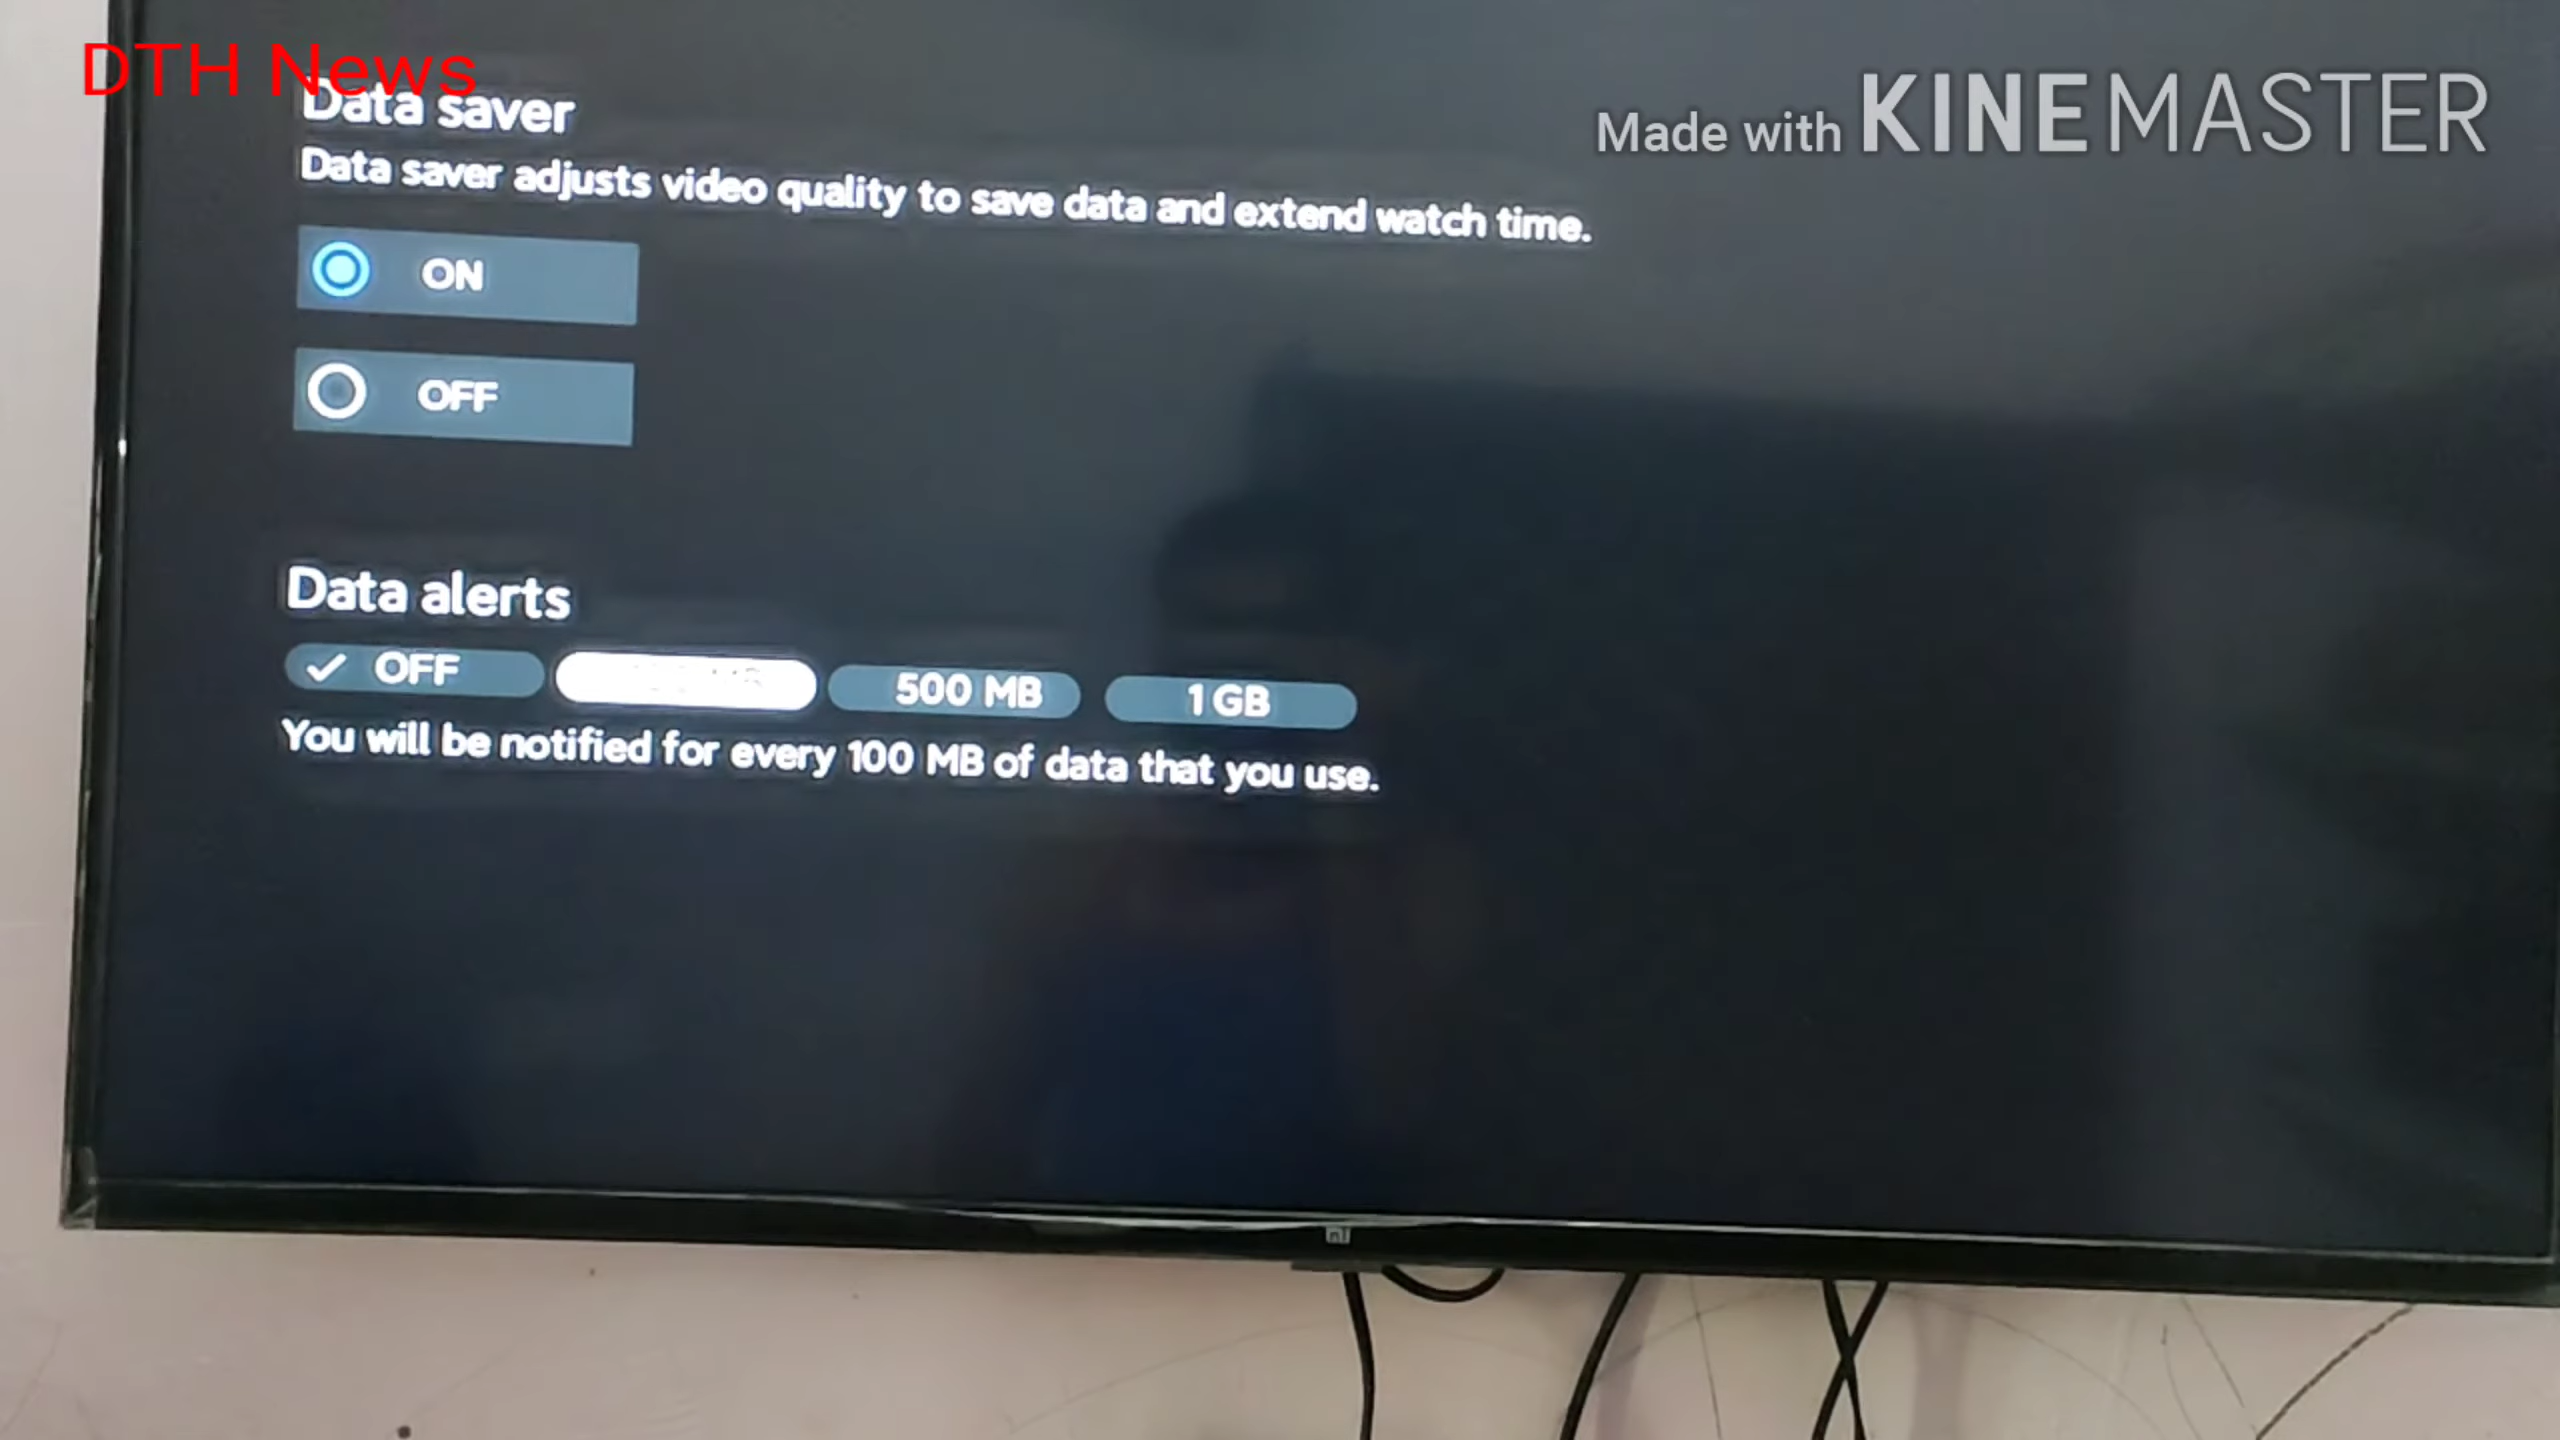 DTH News
Made with KINEMASTER
Data saver
Data saver adjusts video quality to save data and extend watch time.
ON
OFF
Data alerts
OFF
500 MB
1 GB
You will be notified for every 100 MB of data that you use.
mi